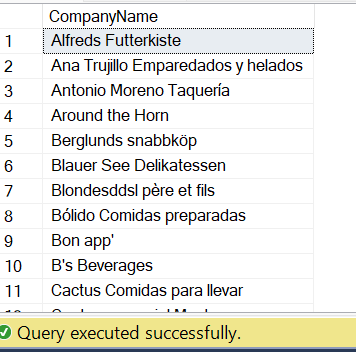 CompanyName
1 Alfreds Futterkiste
2 Ana Trujillo Emparedados y helados
3 Antonio Moreno Taquería
4 Around the Horn
5 Berglunds snabbköp
6 Blauer See Delikatessen
7 Blondesddsl père et fils
8 Bólido Comidas preparadas
9 Bon app'
10 B's Beverages
11 Cactus Comidas para llevar
Query executed successfully.